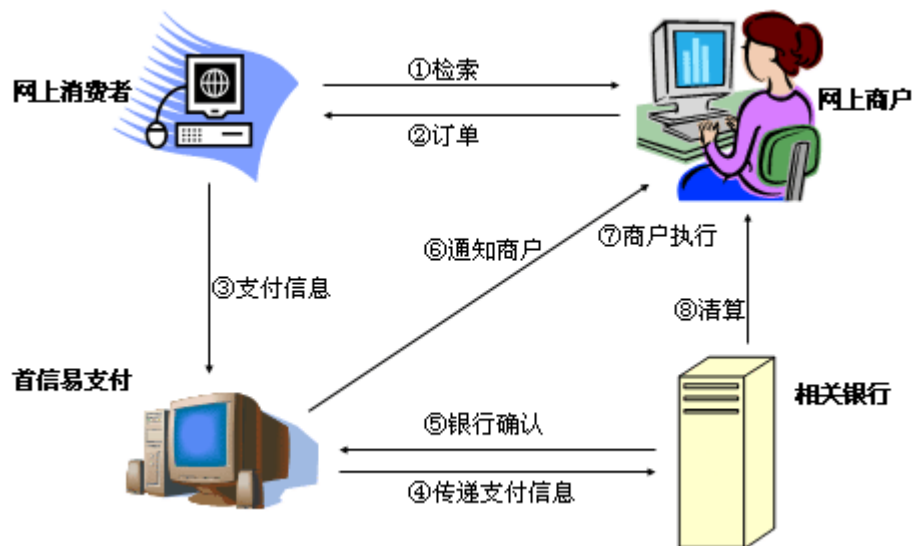 ①检索
网上消费者
网上商户
②订单
⑥通知商户
⑦商户执行
③支付信息
⑧清算
首信易支付
相关银行
⑤银行确认
④传递支付信息